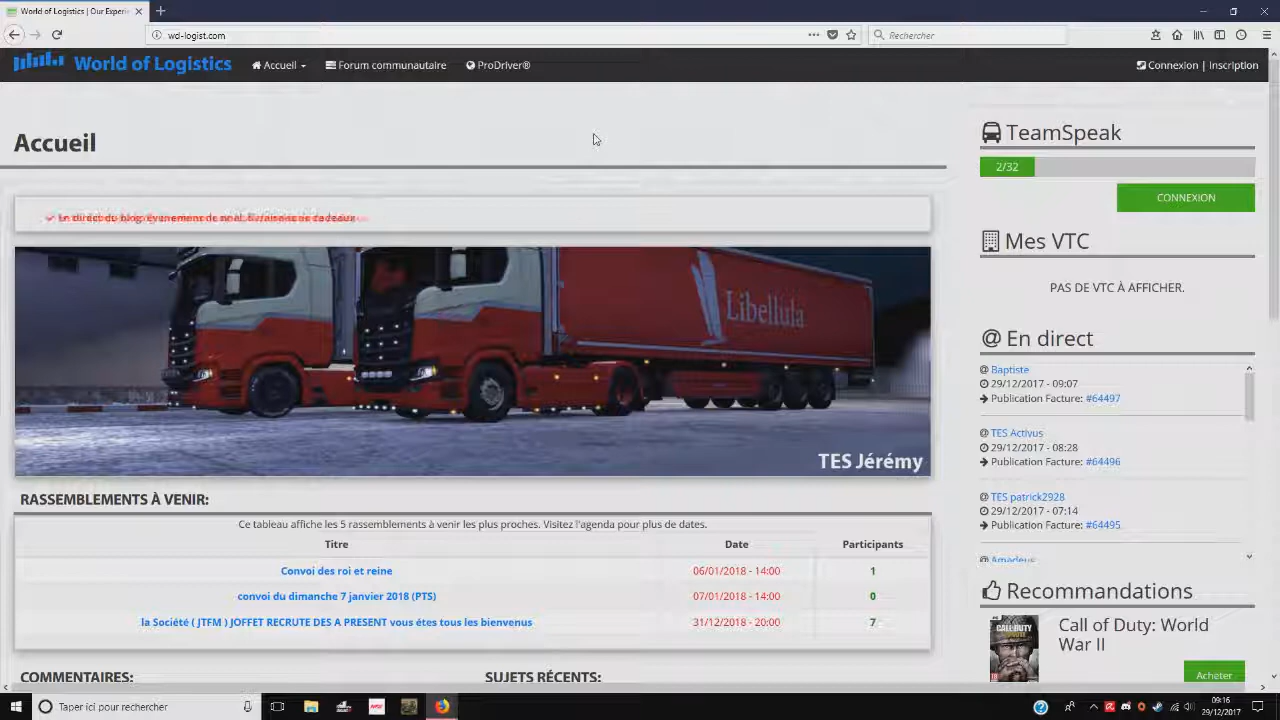 World of Logistics | Our Experi
wd-logist.com
Rechercher
World of Logistics
Accueil
Forum communautaire
ProDriver®
Connexion | Inscription
Accueil
Libellula
TES Jérémy
RASSEMBLEMENTS À VENIR:
Ce tableau affiche les 5 rassemblements à venir les plus proches. Visitez l'agenda pour plus de dates.
Titre Date Participants
Convoi des roi et reine 06/01/2018 - 14:00 1
convoi du dimanche 7 janvier 2018 (PTS) 07/01/2018 - 14:00 0
la Société ( JTFM ) JOFFET RECRUTE DES A PRESENT vous étes tous les bienvenus 31/12/2018 - 20:00 7
COMMENTAIRES: SUJETS RÉCENTS:
TeamSpeak
2/32
CONNEXION
Mes VTC
PAS DE VTC À AFFICHER.
@ En direct
@ Baptiste
29/12/2017 - 09:07
Publication Facture: #64497
@ TES Activus
29/12/2017 - 08:28
Publication Facture: #64496
@ TES patrick2928
29/12/2017 - 07:14
Publication Facture: #64495
@ Amadeus
Recommandations
CALL OF DUTY
Call of Duty: World
War II
Acheter
Taper ici pour rechercher
09:16
29/12/2017